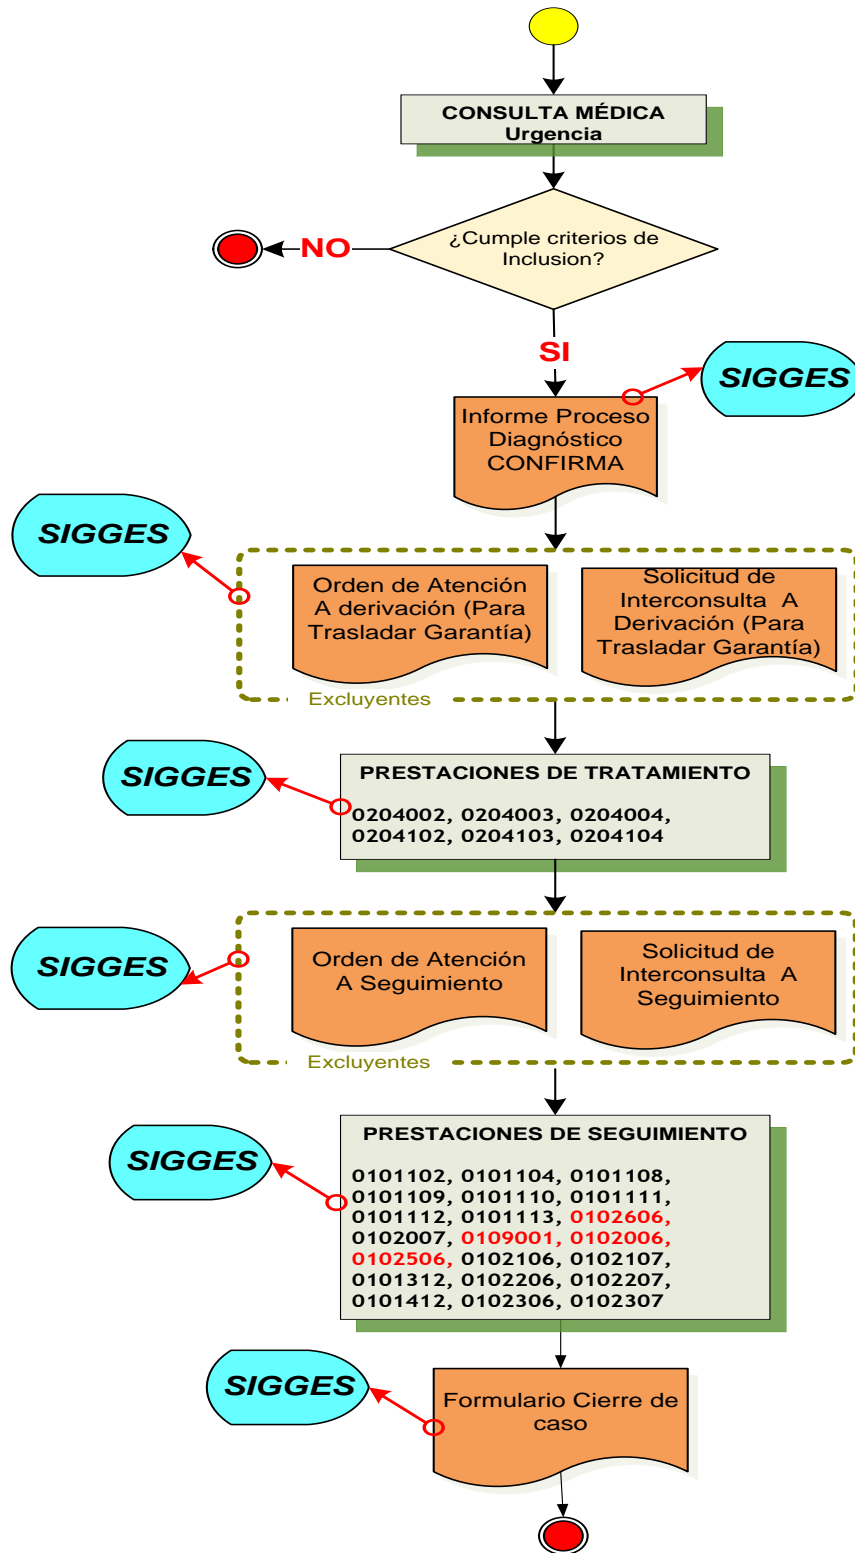 CONSULTA MÉDICA
Urgencia
¿Cumple criterios de
Inclusion?
NO
SI
SIGGES
Informe Proceso
Diagnóstico
CONFIRMA
SIGGES
Orden de Atención
A derivación (Para
Trasladar Garantía)
Solicitud de
Interconsulta A
Derivación (Para
Trasladar Garantía)
Excluyentes
SIGGES
PRESTACIONES DE TRATAMIENTO
0204002, 0204003, 0204004,
0204102, 0204103, 0204104
SIGGES
Orden de Atención
A Seguimiento
Solicitud de
Interconsulta A
Seguimiento
Excluyentes
SIGGES
PRESTACIONES DE SEGUIMIENTO
0101102, 0101104, 0101108,
0101109, 0101110, 0101111,
0101112, 0101113, 0102606,
0102007, 0109001, 0102006,
0102506, 0102106, 0102107,
0101312, 0102206, 0102207,
0101412, 0102306, 0102307
SIGGES
Formulario Cierre de
caso